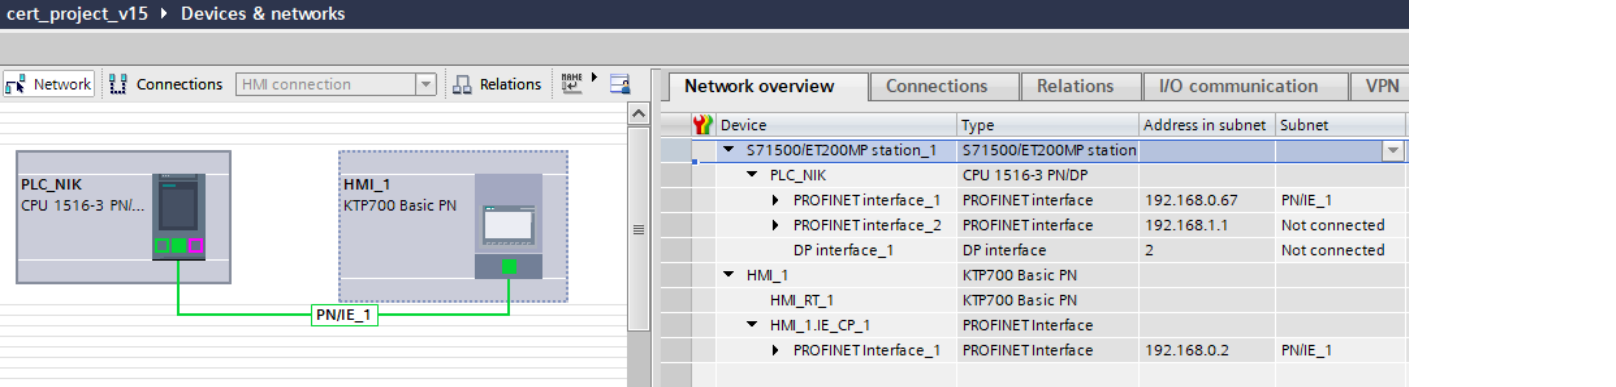 cert_project_v15 ▸ Devices & networks
Network Connections HMI connection Relations
Network overview Connections Relations I/O communication VPN
Device Type Address in subnet Subnet
S71500/ET200MP station_1 S71500/ET200MP station
PLC_NIK CPU 1516-3 PN/DP
PROFINET interface_1 PROFINET interface 192.168.0.67 PN/IE_1
PROFINET interface_2 PROFINET interface 192.168.1.1 Not connected
DP interface_1 DP interface 2 Not connected
HMI_1 KTP700 Basic PN
HMI_RT_1 KTP700 Basic PN
HMI_1.IE_CP_1 PROFINET Interface
PROFINET Interface_1 PROFINET Interface 192.168.0.2 PN/IE_1
PLC_NIK
CPU 1516-3 PN/...
HMI_1
KTP700 Basic PN
PN/IE_1